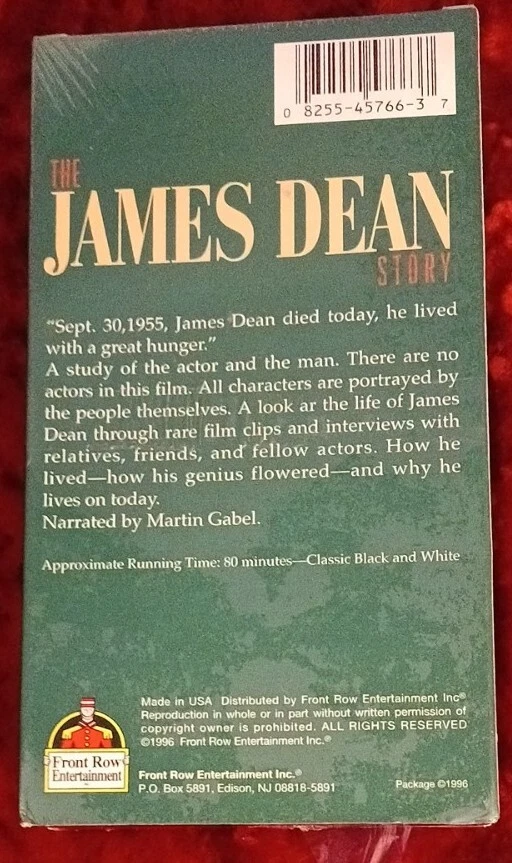 0 8255-45766-3 7
THE
JAMES DEAN
STORY
"Sept. 30,1955, James Dean died today, he lived
with a great hunger."
A study of the actor and the man. There are no
actors in this film. All characters are portrayed by
the people themselves. A look ar the life of James
Dean through rare film clips and interviews with
relatives, friends, and fellow actors. How he
lived—how his genius flowered—and why he
lives on today.
Narrated by Martin Gabel.
Approximate Running Time: 80 minutes—Classic Black and White
Made in USA Distributed by Front Row Entertainment Inc®
Reproduction in whole or in part without written permission of
copyright owner is prohibited. ALL RIGHTS RESERVED
©1996 Front Row Entertainment Inc.®
Front Row
Entertainment
Front Row Entertainment Inc.®
P.O. Box 5891, Edison, NJ 08818-5891
Package ©1996